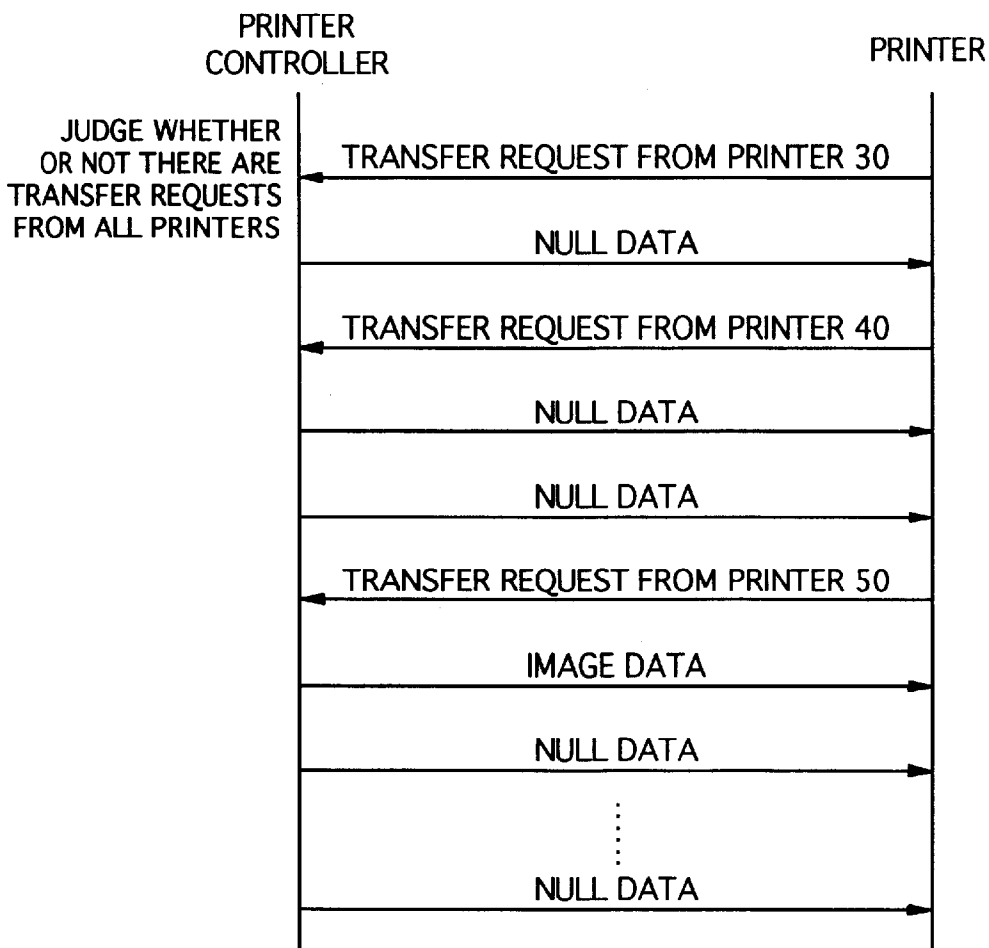 PRINTER
CONTROLLER
PRINTER
JUDGE WHETHER
OR NOT THERE ARE
TRANSFER REQUESTS
FROM ALL PRINTERS
TRANSFER REQUEST FROM PRINTER 30
NULL DATA
TRANSFER REQUEST FROM PRINTER 40
NULL DATA
NULL DATA
TRANSFER REQUEST FROM PRINTER 50
IMAGE DATA
NULL DATA
NULL DATA